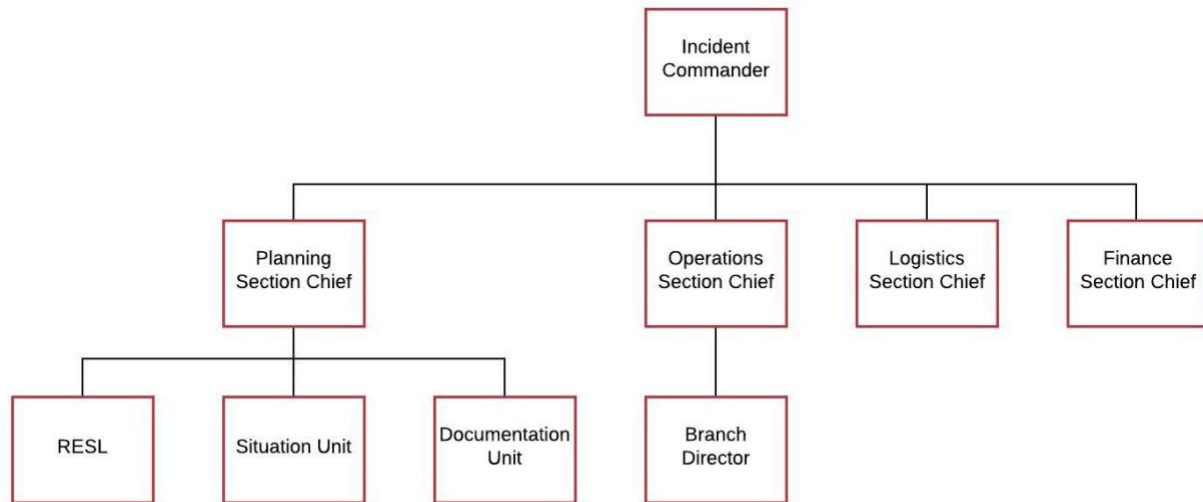 Incident
Commander
Planning
Section Chief
Operations
Section Chief
Logistics
Section Chief
Finance
Section Chief
RESL
Situation Unit
Documentation
Unit
Branch
Director